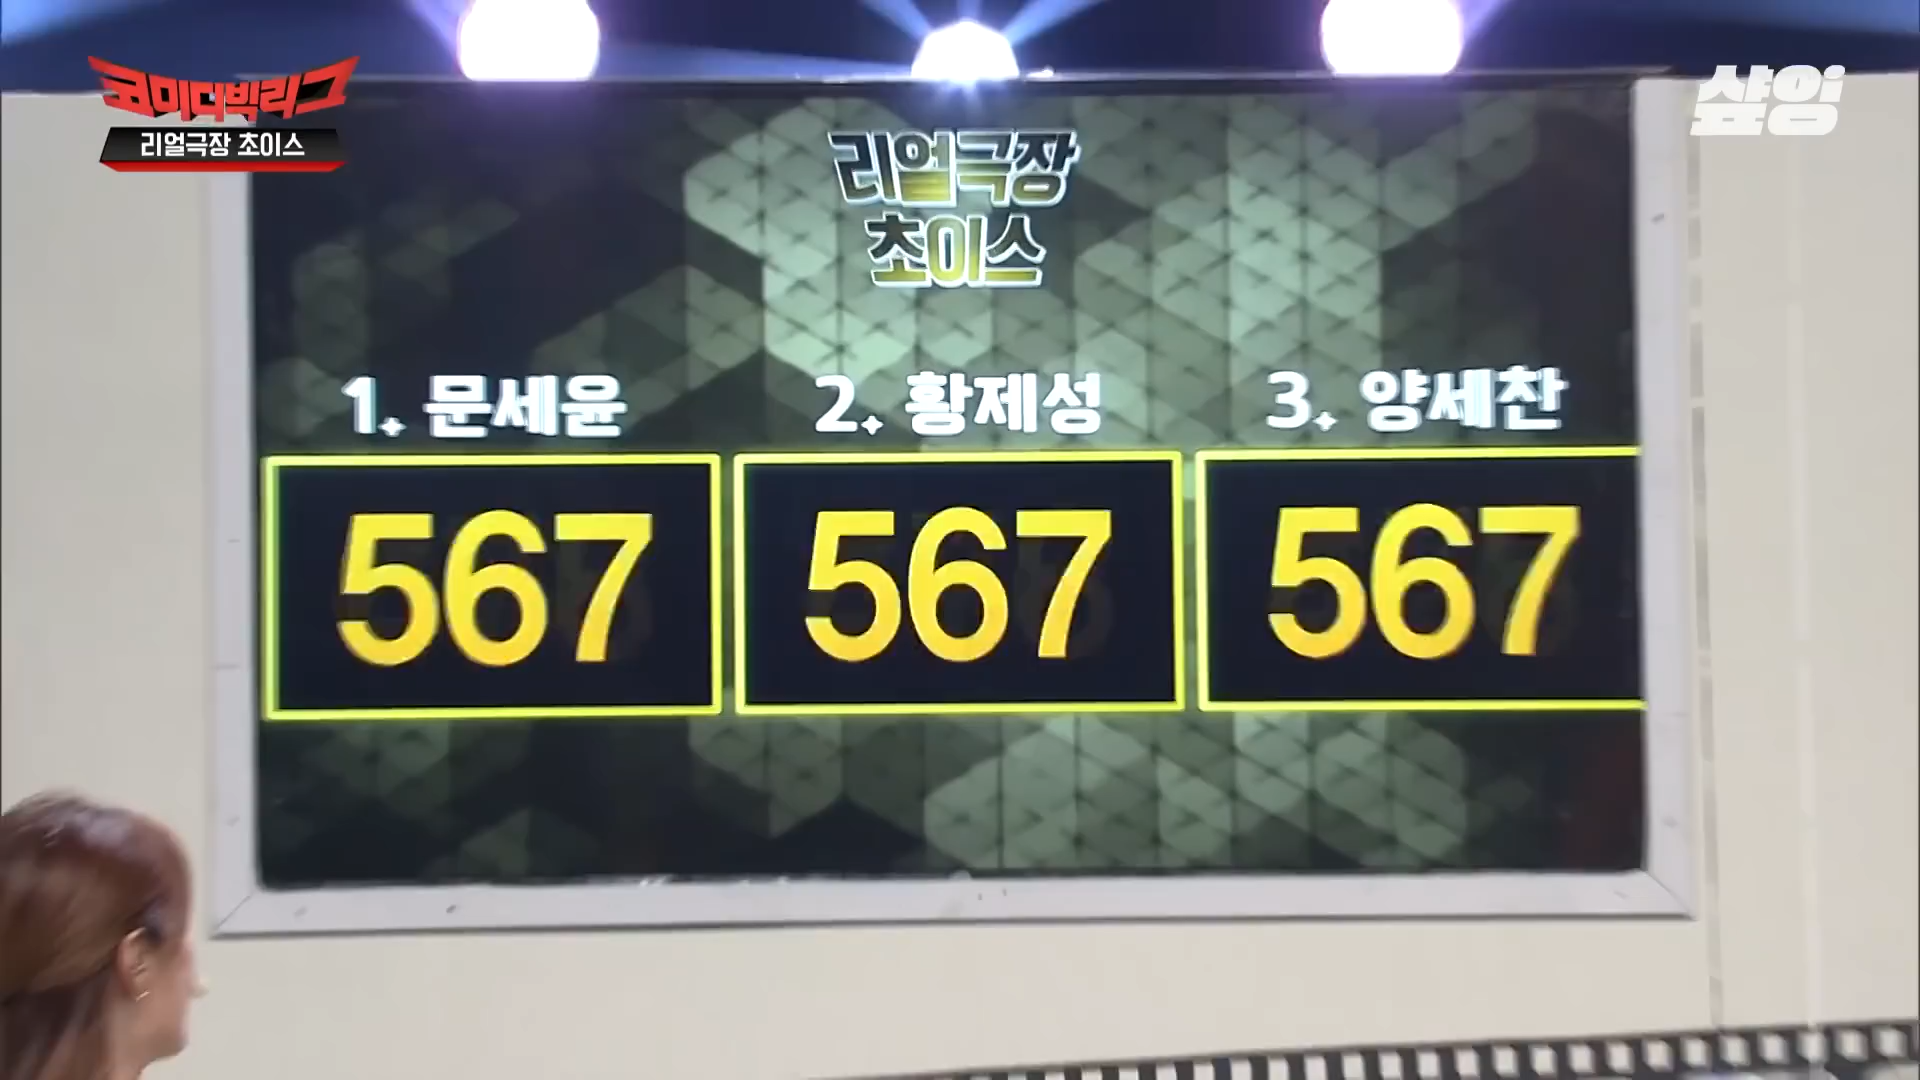 코미디빅리그
리얼극장 초이스
샾잉
리얼극장
초이스
1. 문세윤
2. 황제성
3. 양세찬
567
567
567